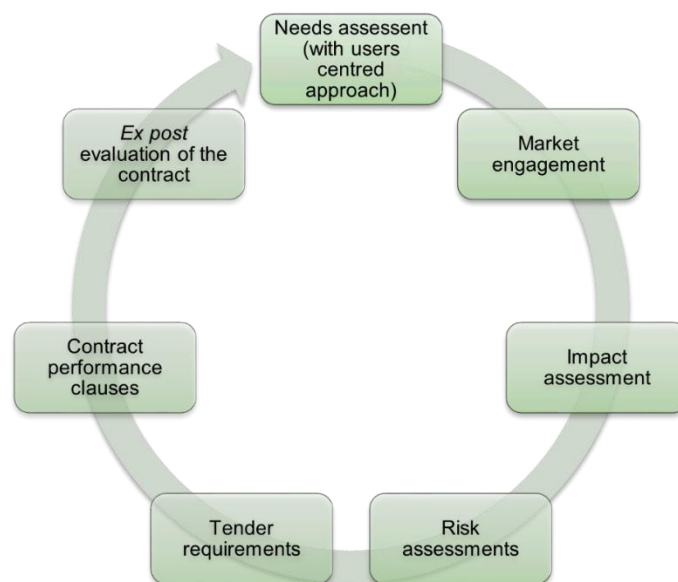 Needs assessent
(with users
centred
approach)
Market
engagement
Impact
assessment
Risk
assessments
Tender
requirements
Contract
performance
clauses
Ex post
evaluation of the
contract